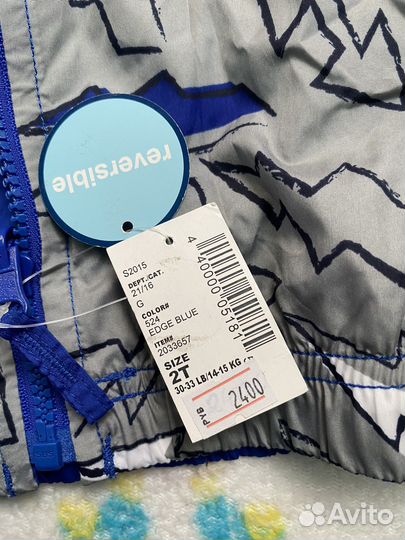 reversible
S2015
DEPT./CAT.
21/16
G
COLOR#
524
EDGE BLUE
ITEM#
2033657
SIZE
2T
30-33 LB/14-15 KG
РУБ
2400
Avito